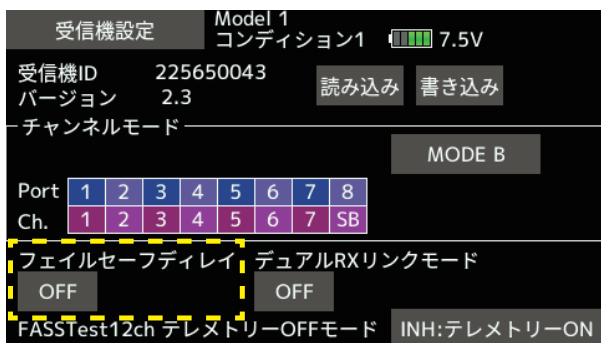 受信機設定
Model 1
コンディション1
7.5V
受信機ID 225650043
バージョン 2.3
読み込み 書き込み
チャンネルモード
MODE B
Port 1 2 3 4 5 6 7 8
Ch. 1 2 3 4 5 6 7 SB
フェイルセーフディレイ デュアルRXリンクモード
OFF OFF
FASSTest12ch テレメトリーOFFモード INH:テレメトリーON